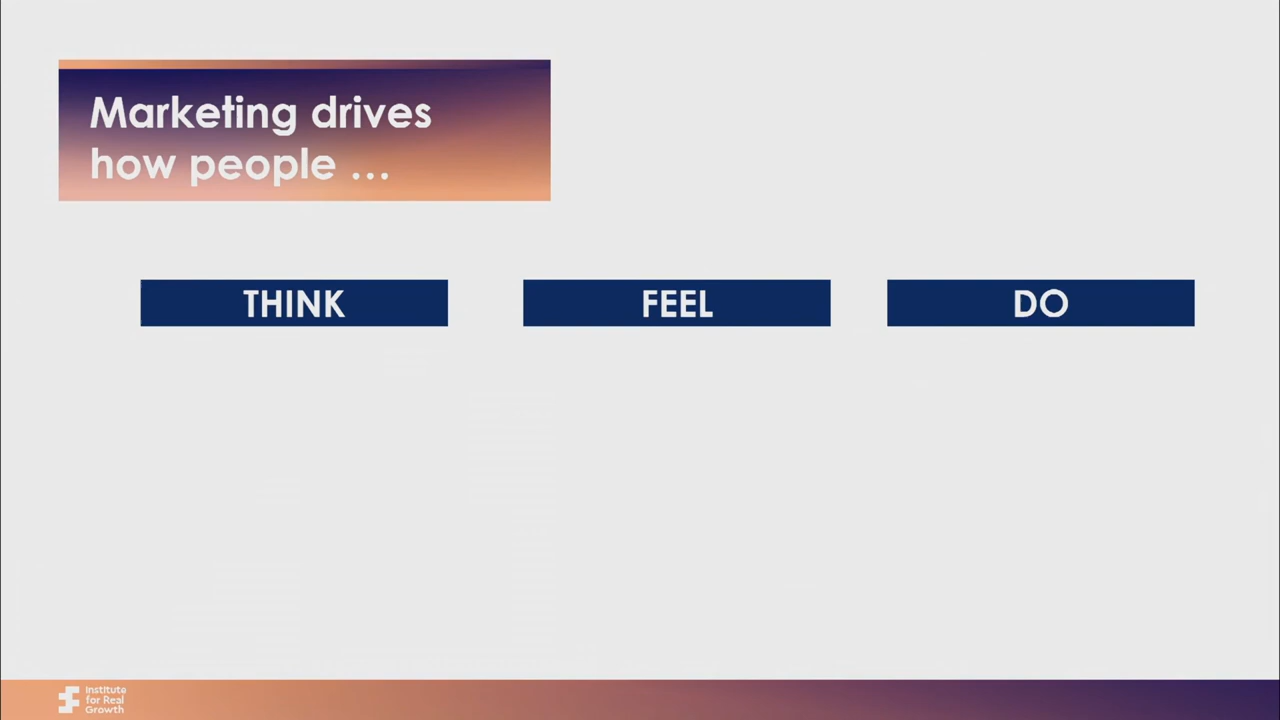 Marketing drives
how people ...
THINK
FEEL
DO
Institute
for Real
Growth